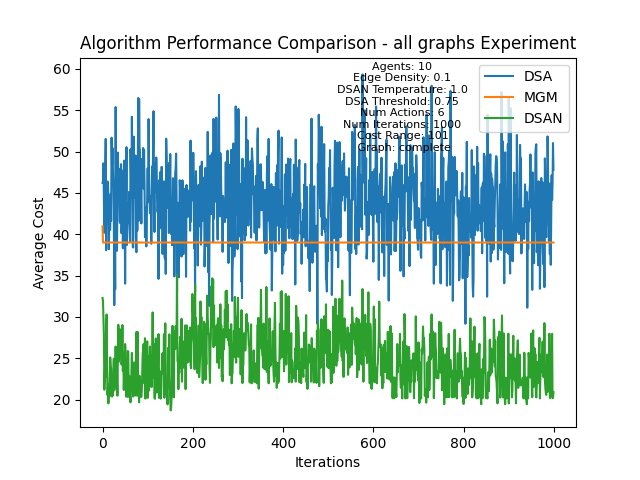 Algorithm Performance Comparison - all graphs Experiment
Agents: 10
Edge Density: 0.1
DSAN Temperature: 1.0
DSA Threshold: 0.75
Num Actions: 6
Num Iterations: 1000
Cost Range: 101
Graph: complete
DSA
MGM
DSAN
Average Cost
60
55
50
45
40
35
30
25
20
0 200 400 600 800 1000
Iterations